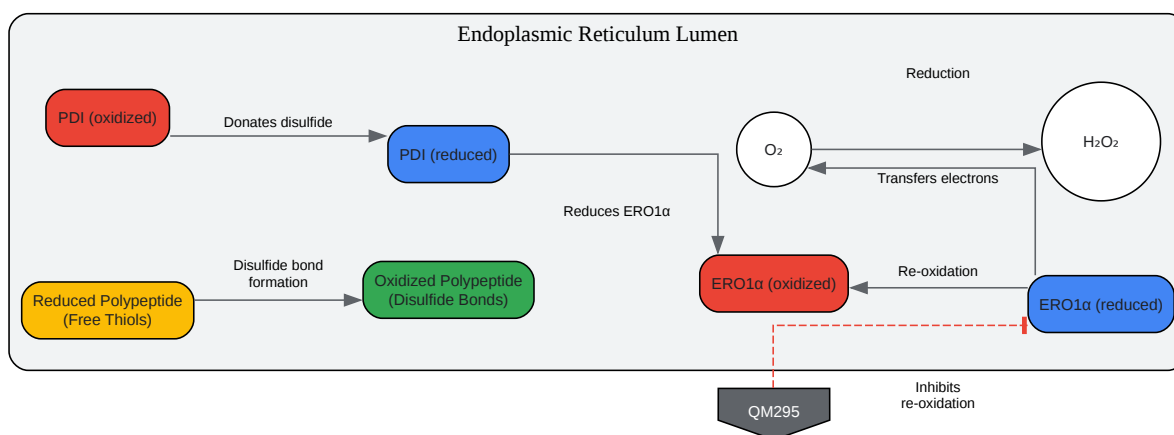 Endoplasmic Reticulum Lumen
Reduction
PDI (oxidized)
Donates disulfide
PDI (reduced)
O₂
H₂O₂
Transfers electrons
Reduces ERO1α
Disulfide bond
formation
Reduced Polypeptide
(Free Thiols)
Oxidized Polypeptide
(Disulfide Bonds)
ERO1α (oxidized)
Re-oxidation
ERO1α (reduced)
Inhibits
re-oxidation
QM295